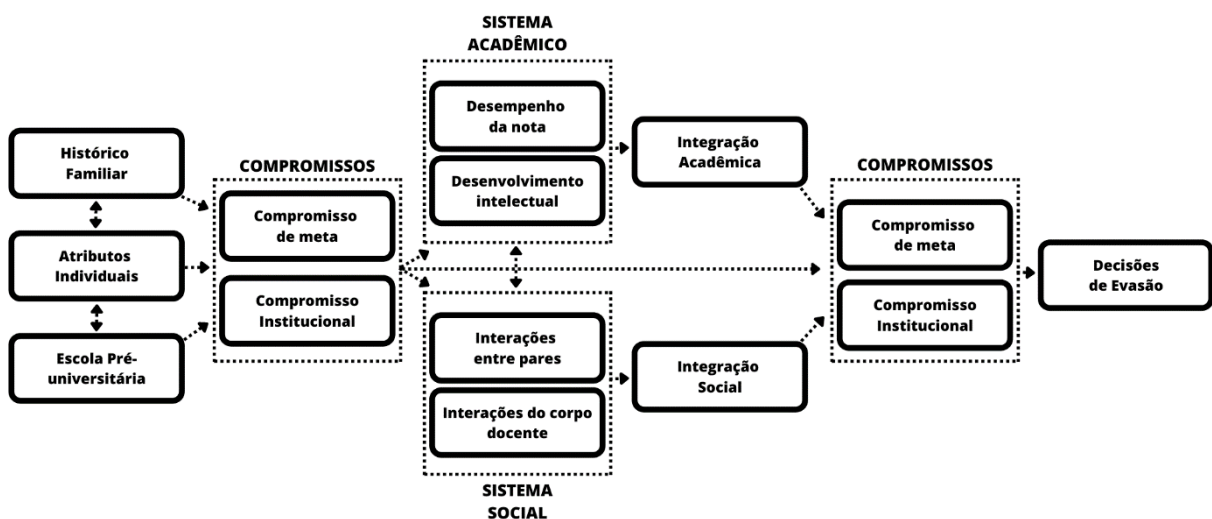 Histórico
Familiar
Atributos
Individuais
Escola Pré-
universitária
COMPROMISSOS
Compromisso
de meta
Compromisso
Institucional
SISTEMA
ACADÊMICO
Desempenho
da nota
Desenvolvimento
intelectual
Interações
entre pares
Interações do corpo
docente
SISTEMA
SOCIAL
Integração
Acadêmica
Integração
Social
COMPROMISSOS
Compromisso
de meta
Compromisso
Institucional
Decisões
de Evasão